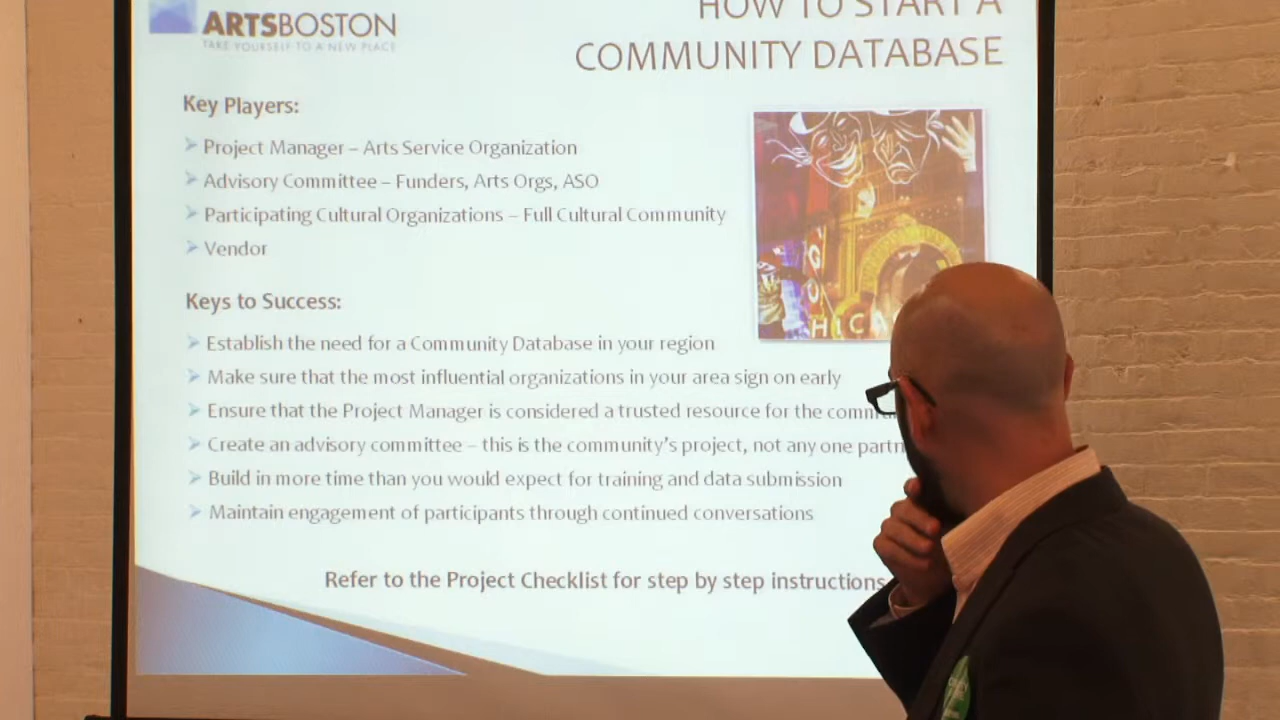 ARTSBOSTON
TAKE YOURSELF TO A NEW PLACE
HOW TO START A
COMMUNITY DATABASE
Key Players:
Project Manager – Arts Service Organization
Advisory Committee – Funders, Arts Orgs, ASO
Participating Cultural Organizations – Full Cultural Community
Vendor
Keys to Success:
Establish the need for a Community Database in your region
Make sure that the most influential organizations in your area sign on early
Ensure that the Project Manager is considered a trusted resource for the
Create an advisory committee – this is the community's project, not any one
Build in more time than you would expect for training and data submission
Maintain engagement of participants through continued conversations
Refer to the Project Checklist for step by step instructions